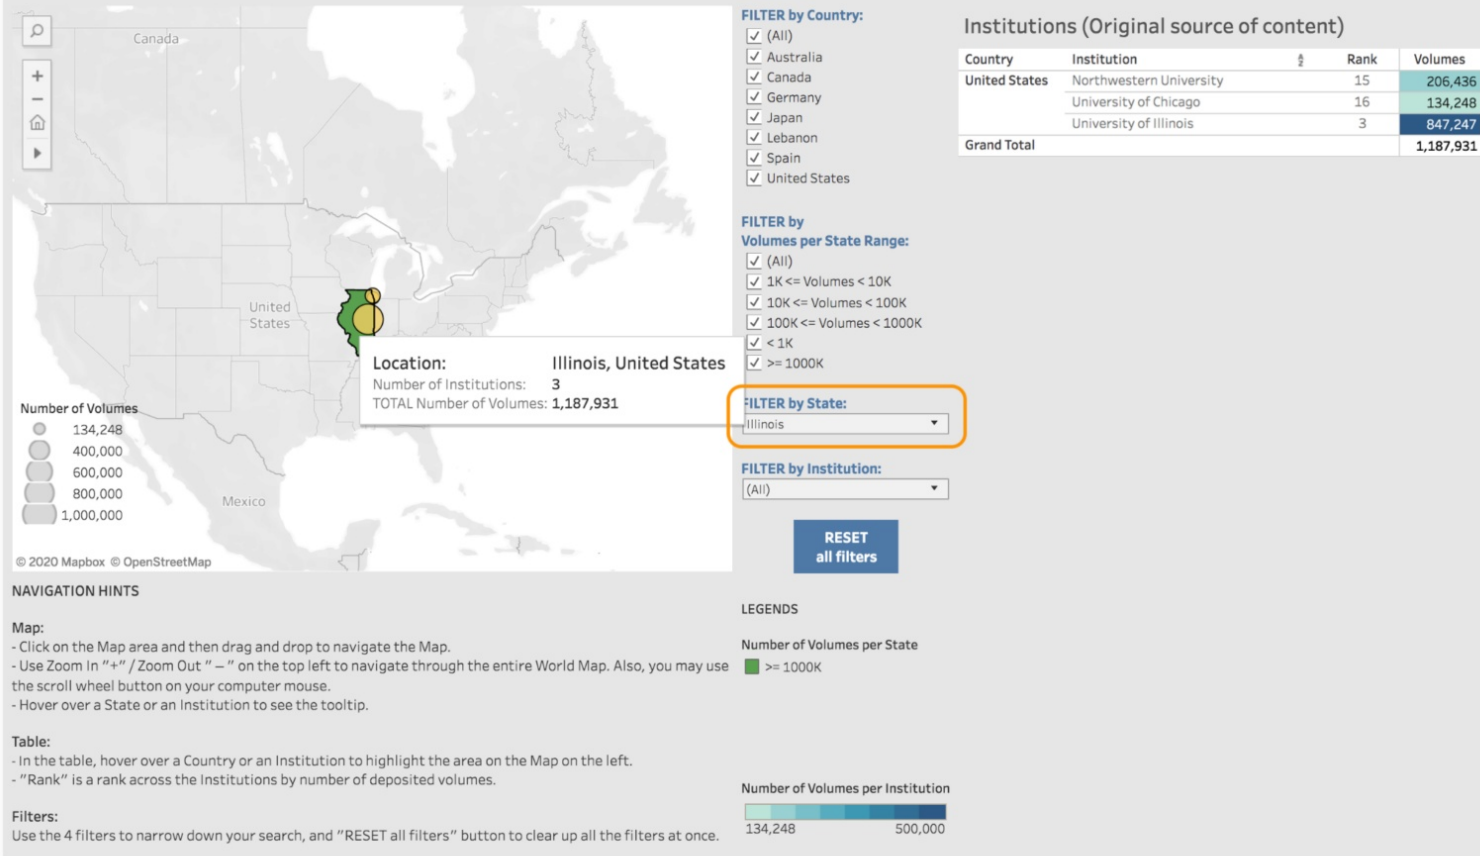 Canada
United
States
Mexico
Location: Illinois, United States
Number of Institutions: 3
TOTAL Number of Volumes: 1,187,931
Number of Volumes
134,248
400,000
600,000
800,000
1,000,000
© 2020 Mapbox © OpenStreetMap
FILTER by Country:
(All)
Australia
Canada
Germany
Japan
Lebanon
Spain
United States
FILTER by
Volumes per State Range:
(All)
1K <= Volumes < 10K
10K <= Volumes < 100K
100K <= Volumes < 1000K
< 1K
>= 1000K
FILTER by State:
Illinois
FILTER by Institution:
(All)
RESET
all filters
Institutions (Original source of content)
Country Institution Rank Volumes
United States Northwestern University 15 206,436
University of Chicago 16 134,248
University of Illinois 3 847,247
Grand Total 1,187,931
NAVIGATION HINTS
Map:
- Click on the Map area and then drag and drop to navigate the Map.
- Use Zoom In "+" / Zoom Out " – " on the top left to navigate through the entire World Map. Also, you may use
the scroll wheel button on your computer mouse.
- Hover over a State or an Institution to see the tooltip.
Table:
- In the table, hover over a Country or an Institution to highlight the area on the Map on the left.
- "Rank" is a rank across the Institutions by number of deposited volumes.
Filters:
Use the 4 filters to narrow down your search, and "RESET all filters" button to clear up all the filters at once.
LEGENDS
Number of Volumes per State
>= 1000K
Number of Volumes per Institution
134,248 500,000